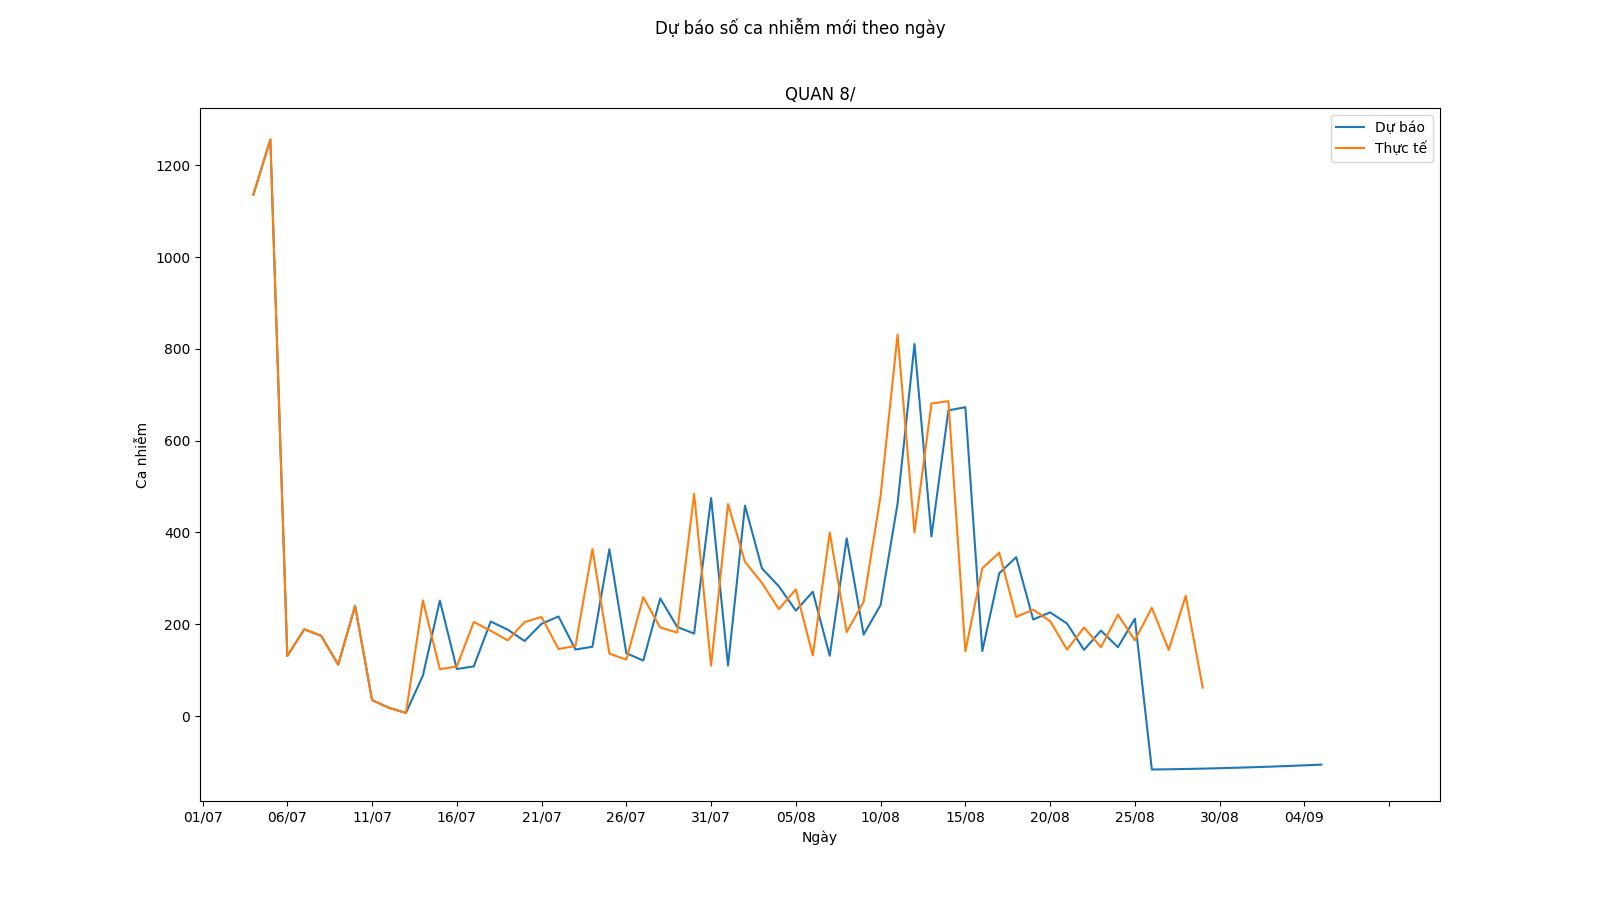 Dự báo số ca nhiễm mới theo ngày
QUAN 8/
Dự báo
Thực tế
1200
1000
800
600
400
200
0
Ca nhiễm
01/07 06/07 11/07 16/07 21/07 26/07 31/07 05/08 10/08 15/08 20/08 25/08 30/08 04/09
Ngày